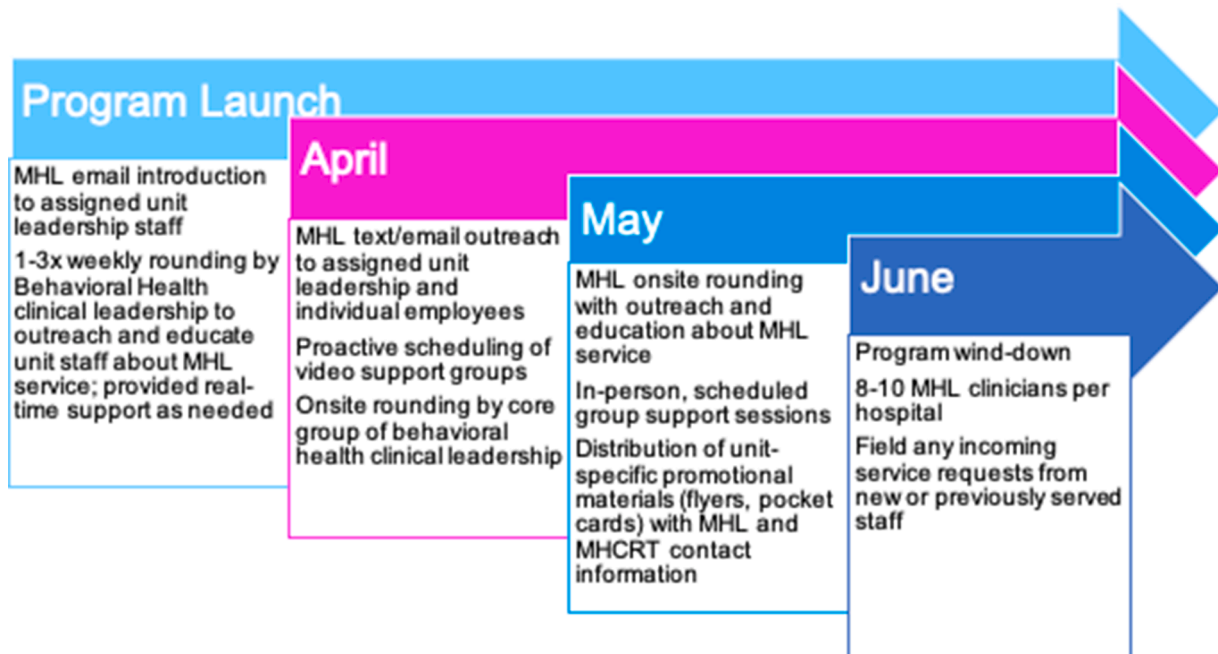 Program Launch
MHL email introduction
to assigned unit
leadership staff
1-3x weekly rounding by
Behavioral Health
clinical leadership to
outreach and educate
unit staff about MHL
service; provided real-
time support as needed
April
MHL text/email outreach
to assigned unit
leadership and
individual employees
Proactive scheduling of
video support groups
Onsite rounding by core
group of behavioral
health clinical leadership
May
MHL onsite rounding
with outreach and
education about MHL
service
In-person, scheduled
group support sessions
Distribution of unit-
specific promotional
materials (flyers, pocket
cards) with MHL and
MHCRT contact
information
June
Program wind-down
8-10 MHL clinicians per
hospital
Field any incoming
service requests from
new or previously served
staff